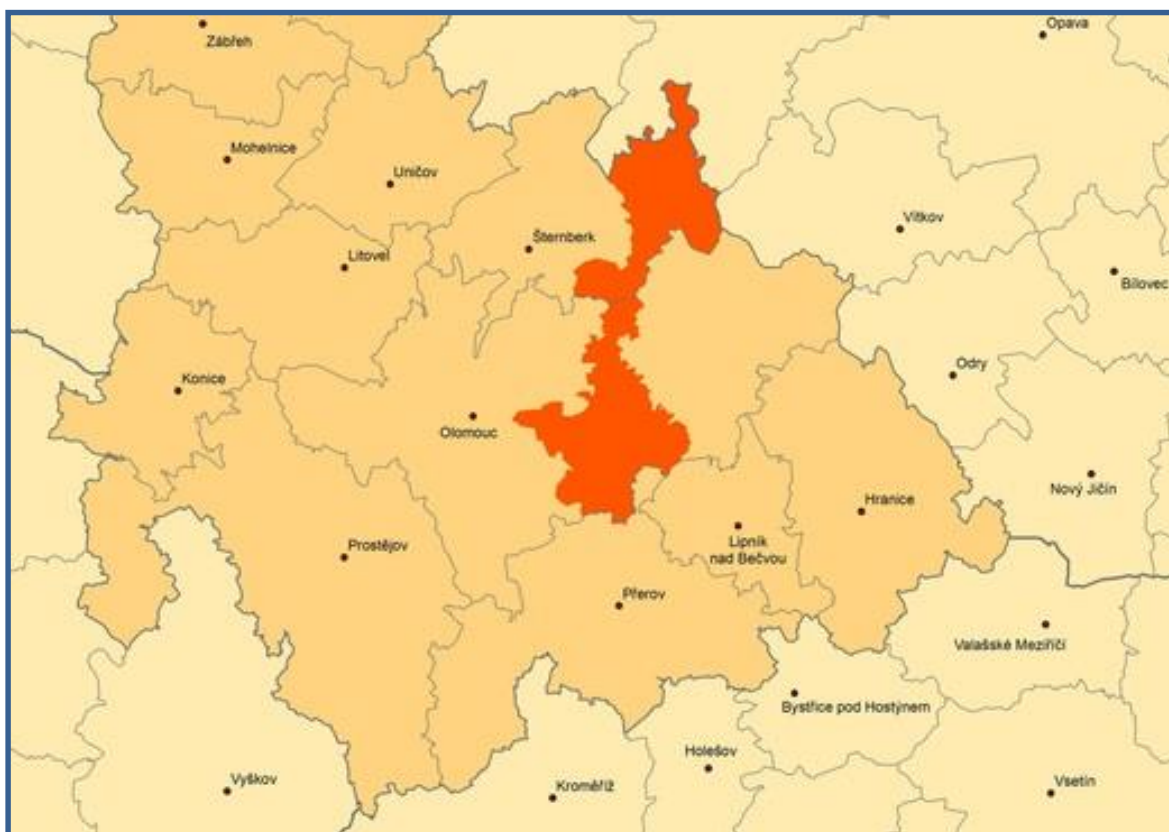 Opava
Zábřeh
Mohelnice
Uničov
Vítkov
Šternberk
Litovel
Bílovec
Odry
Konice
Olomouc
Nový Jičín
Hranice
Lipník
nad Bečvou
Prostějov
Přerov
Valašské Meziříčí
Bystřice pod Hostýnem
Holešov
Vyškov
Kroměříž
Vsetín